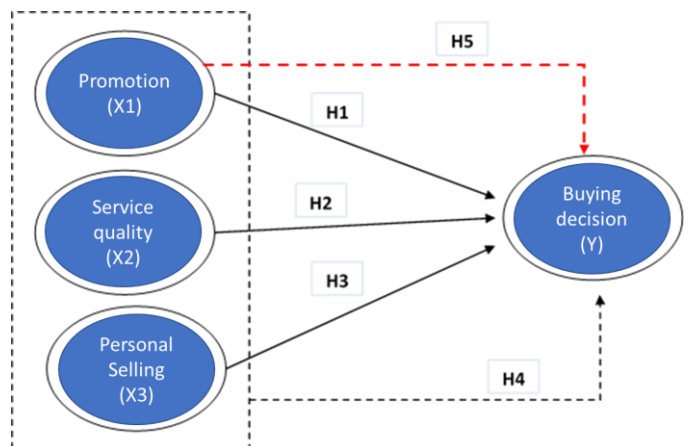 H5
Promotion
(X1)
H1
Service
quality
(X2)
H2
Buying
decision
(Y)
H3
Personal
Selling
(X3)
H4